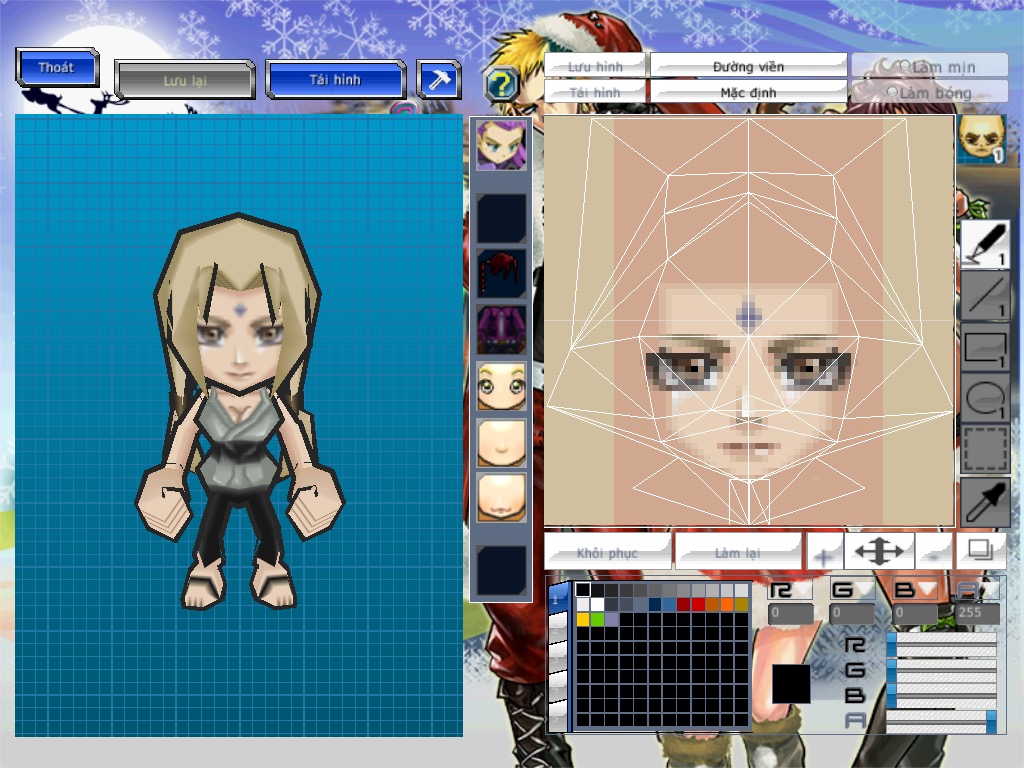 Thoát
Lưu lại
Tải hình
?
Lưu hình
Đường viền
Làm mịn
Tải hình
Mặc định
Làm bóng
1
1
1
1
1
Khôi phục
Làm lại
1
R G B A
0 0 0 255
R
G
B
A